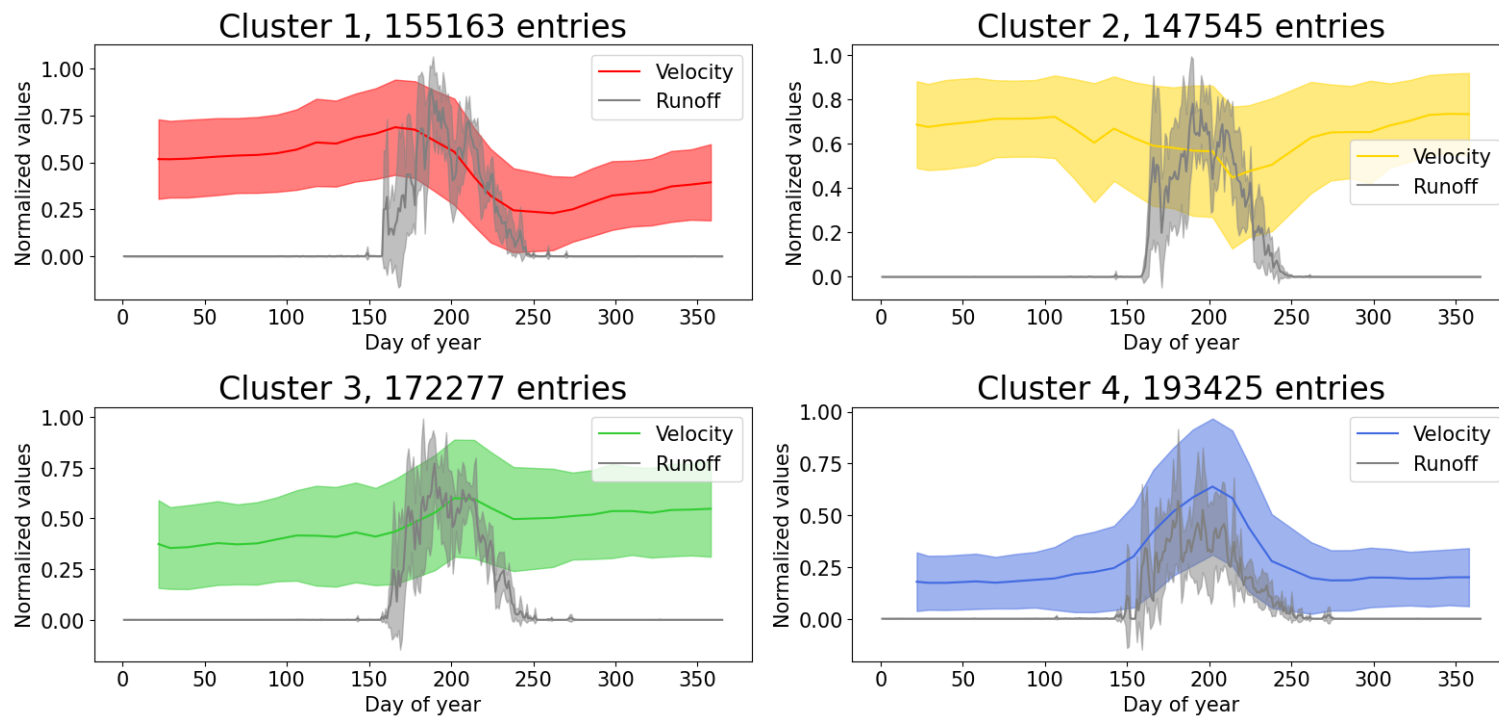 Cluster 1, 155163 entries
Normalized values
1.00
0.75
0.50
0.25
0.00
Velocity
Runoff
0 50 100 150 200 250 300 350
Day of year
Cluster 2, 147545 entries
Normalized values
1.0
0.8
0.6
0.4
0.2
0.0
Velocity
Runoff
0 50 100 150 200 250 300 350
Day of year
Cluster 3, 172277 entries
Normalized values
1.00
0.75
0.50
0.25
0.00
Velocity
Runoff
0 50 100 150 200 250 300 350
Day of year
Cluster 4, 193425 entries
Normalized values
1.00
0.75
0.50
0.25
0.00
Velocity
Runoff
0 50 100 150 200 250 300 350
Day of year